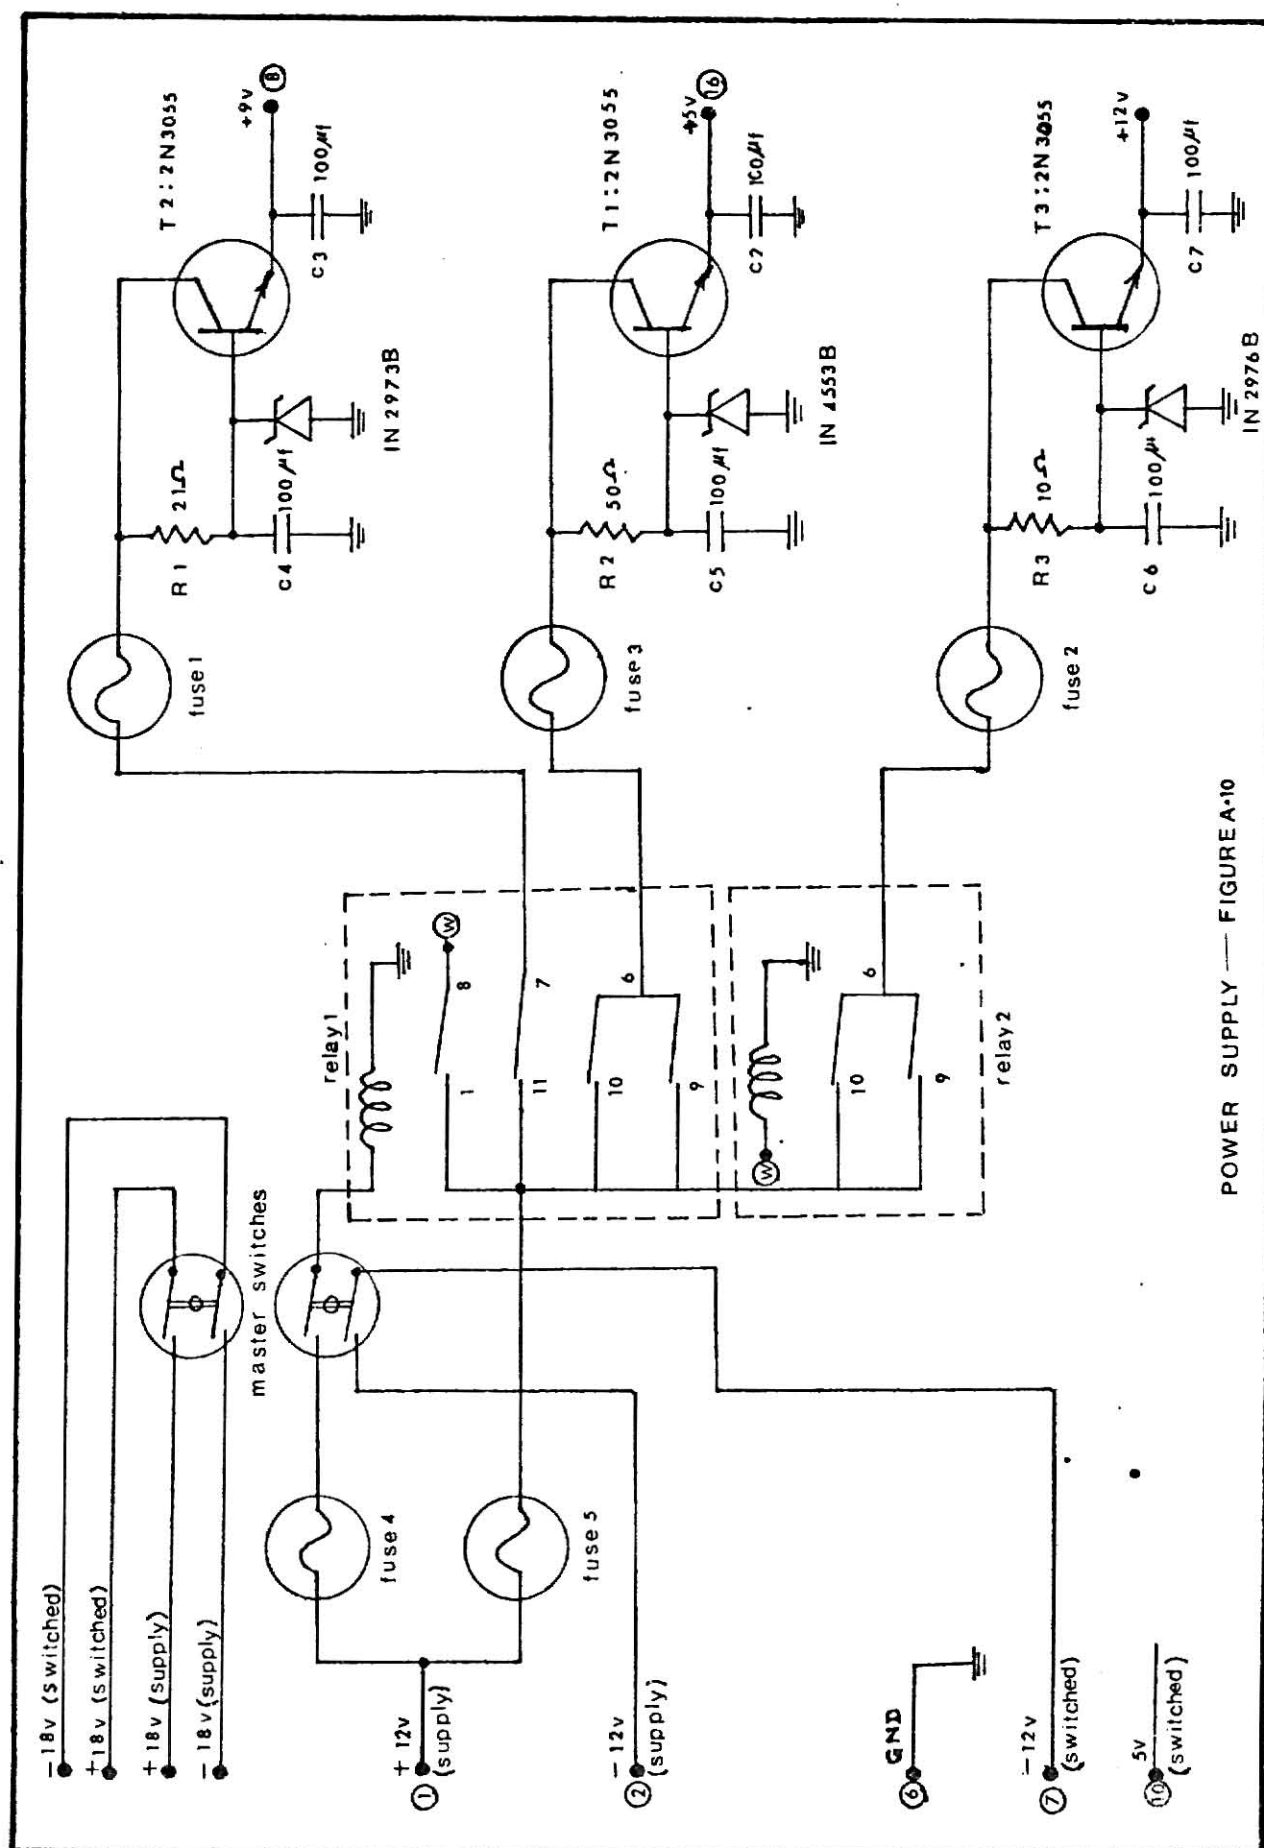 −18v (switched)
+18v (switched)
+18v (supply)
−18v (supply)
master switches
+12v
(supply)
1
−12v
(supply)
2
GND
6
−12v
(switched)
7
5v
(switched)
10
fuse 4
fuse 5
relay 1
W
1
8
11
7
10
6
9
relay 2
W
10
6
9
fuse 1
R1
21Ω
C4
100µf
IN 2973B
T2:2N3055
C3
100µf
+9v
8
fuse 3
R2
50Ω
C5
100µf
IN 4553B
T1:2N3055
C2
100µf
+5v
16
fuse 2
R3
10Ω
C6
100µ
IN 2976B
T3:2N3055
C7
100µf
+12v
POWER SUPPLY — FIGURE A•10